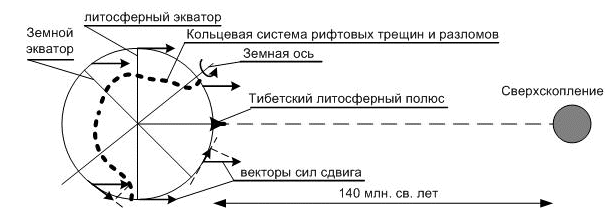 литосферный экватор
Земной
экватор
Кольцевая система рифтовых трещин и разломов
Земная ось
Сверхскопление
Тибетский литосферный полюс
векторы сил сдвига
140 млн. св. лет